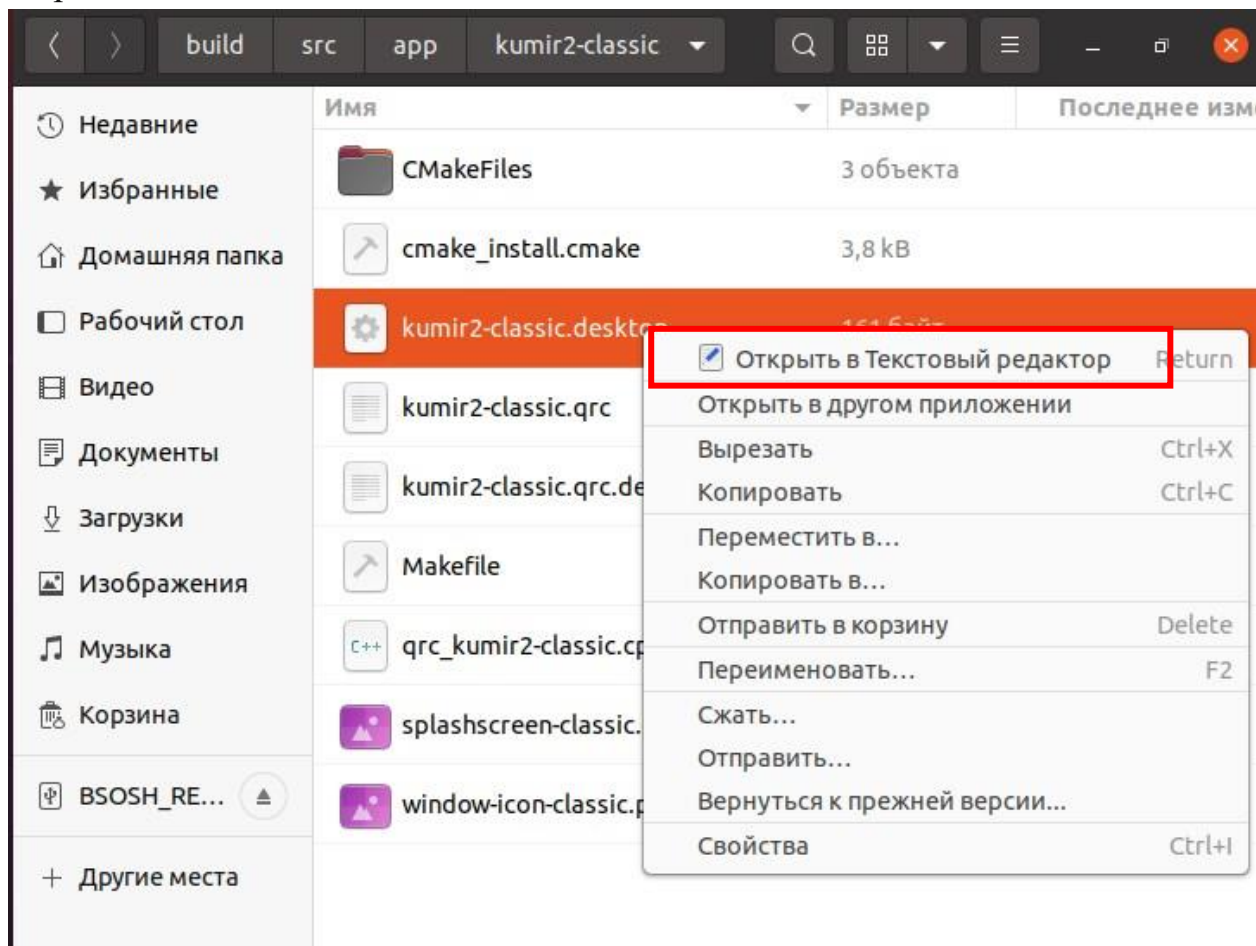 build src app kumir2-classic
Имя Размер Последнее изм
Недавние
Избранные
Домашняя папка
Рабочий стол
Видео
Документы
Загрузки
Изображения
Музыка
Корзина
BSOSH_RE...
+ Другие места
CMakeFiles 3 объекта
cmake_install.cmake 3,8 kB
kumir2-classic.desktop 161 байт
kumir2-classic.qrc
kumir2-classic.qrc.de
Makefile
C++ qrc_kumir2-classic.cp
splashscreen-classic.
window-icon-classic.p
Открыть в Текстовый редактор Return
Открыть в другом приложении
Вырезать Ctrl+X
Копировать Ctrl+C
Переместить в...
Копировать в...
Отправить в корзину Delete
Переименовать... F2
Сжать...
Отправить...
Вернуться к прежней версии...
Свойства Ctrl+I